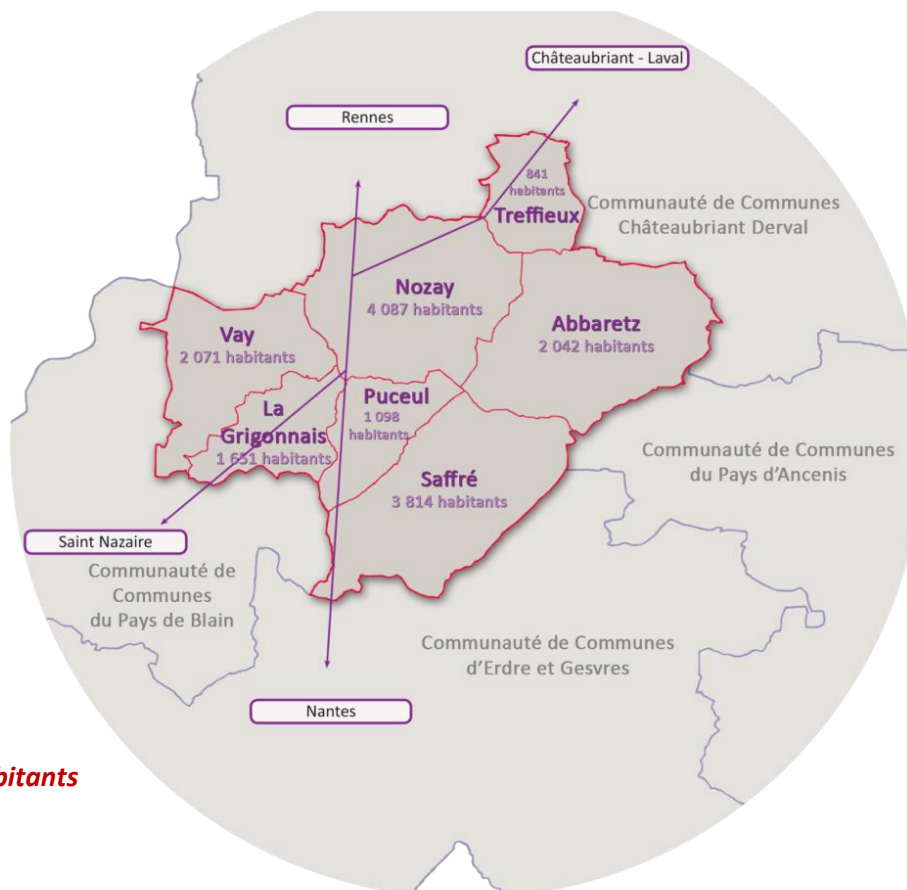 Châteaubriant - Laval
Rennes
841
habitants
Treffieux
Communauté de Communes
Châteaubriant Derval
Nozay
4 087 habitants
Abbaretz
2 042 habitants
Vay
2 071 habitants
La
Grigonnais
1 651 habitants
Puceul
1 098
habitants
Saffré
3 814 habitants
Communauté de Communes
du Pays d'Ancenis
Saint Nazaire
Communauté de
Communes
du Pays de Blain
Communauté de Communes
d'Erdre et Gesvres
Nantes
bitants